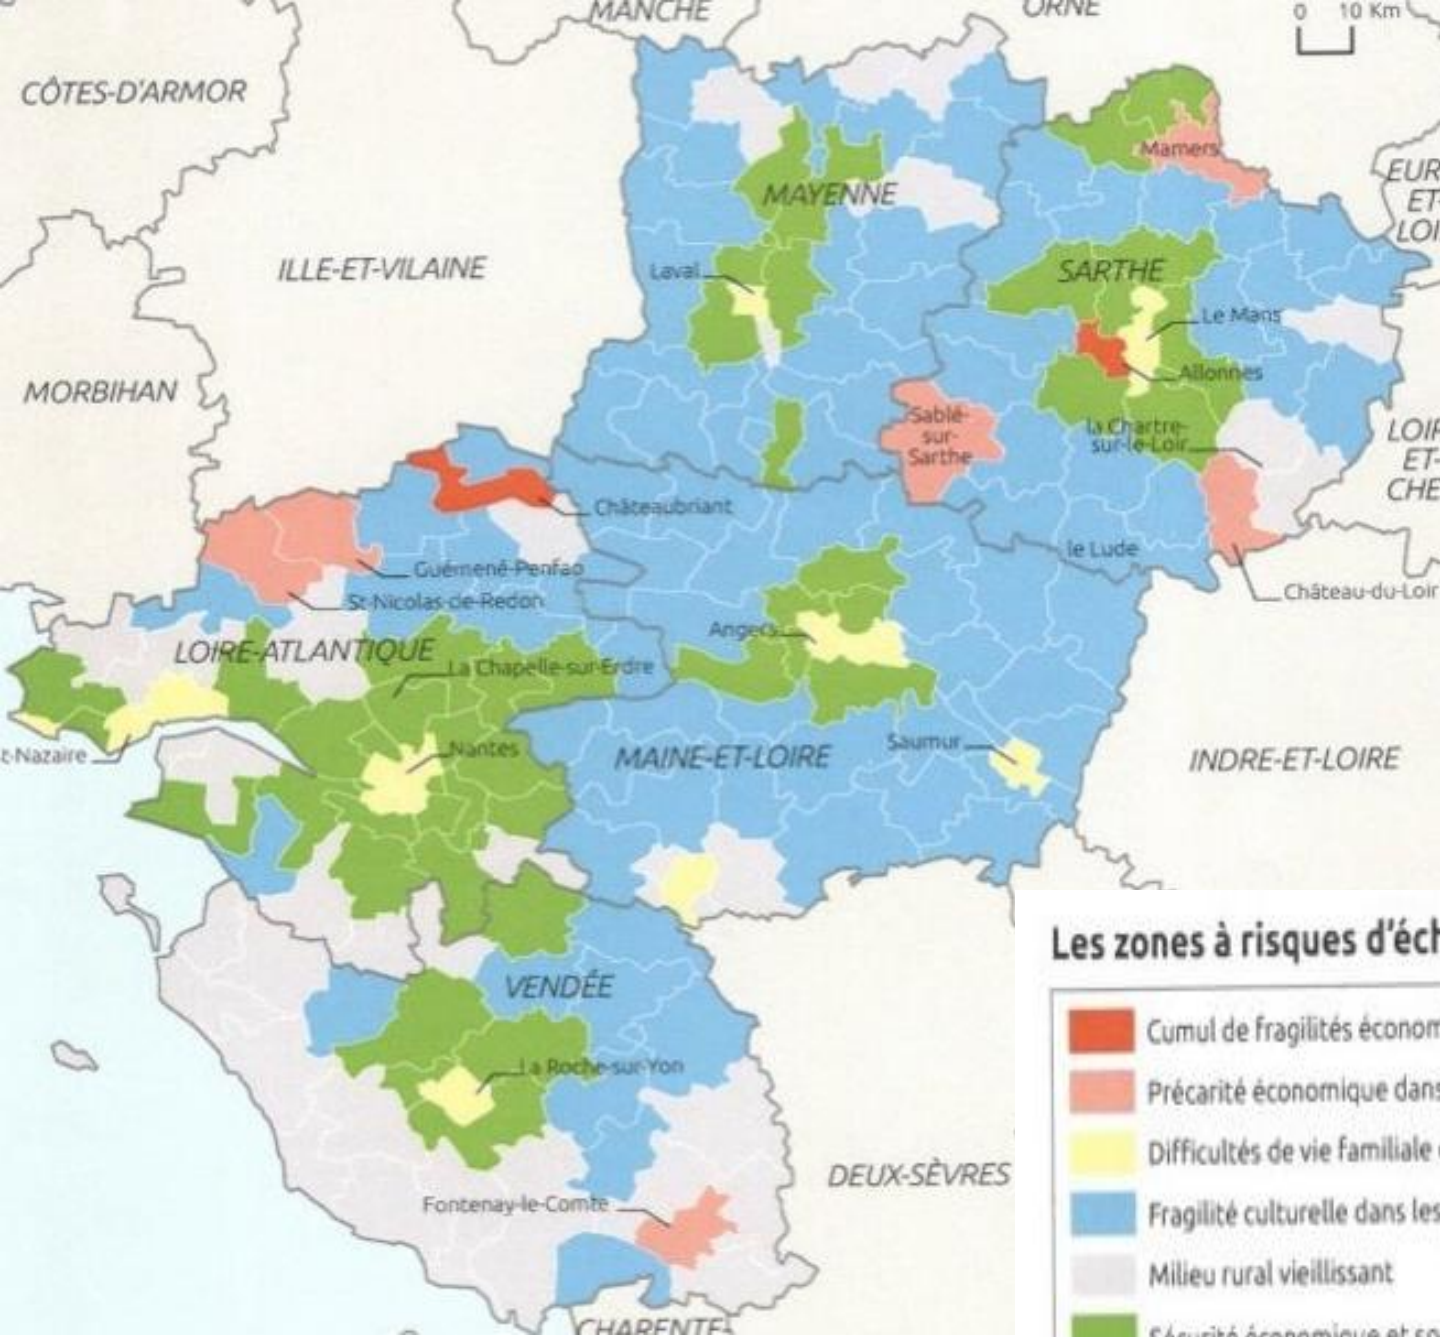 MANCHE
ORNE
0 10 Km
CÔTES-D'ARMOR
Mamers
EUR
ET-
LOI
MAYENNE
ILLE-ET-VILAINE
Laval
SARTHE
Le Mans
Allonnes
MORBIHAN
Sablé-
sur-
Sarthe
la Chartre-
sur-le-Loir
LOIR
ET-
CHE
Châteaubriant
le Lude
Guémené-Penfao
St-Nicolas-de-Redon
Château-du-Loir
Angers
LOIRE-ATLANTIQUE
La Chapelle-sur-Erdre
t-Nazaire
Nantes
MAINE-ET-LOIRE
Saumur
INDRE-ET-LOIRE
Les zones à risques d'éch
VENDÉE
Cumul de fragilités économ
La Roche-sur-Yon
Précarité économique dans
Difficultés de vie familiale
DEUX-SÈVRES
Fontenay-le-Comte
Fragilité culturelle dans les
Milieu rural vieillissant
Sécurité économique et so
CHARENTE-